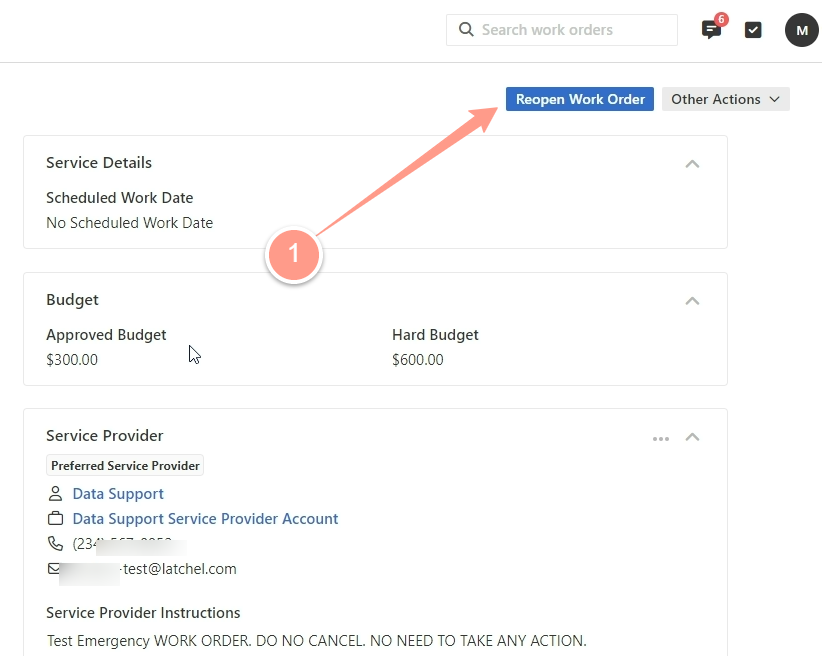 Search work orders
6
M
Reopen Work Order
Other Actions
Service Details
Scheduled Work Date
No Scheduled Work Date
1
Budget
Approved Budget
Hard Budget
$300.00
$600.00
Service Provider
Preferred Service Provider
Data Support
Data Support Service Provider Account
(234)
-test@latchel.com
Service Provider Instructions
Test Emergency WORK ORDER. DO NO CANCEL. NO NEED TO TAKE ANY ACTION.